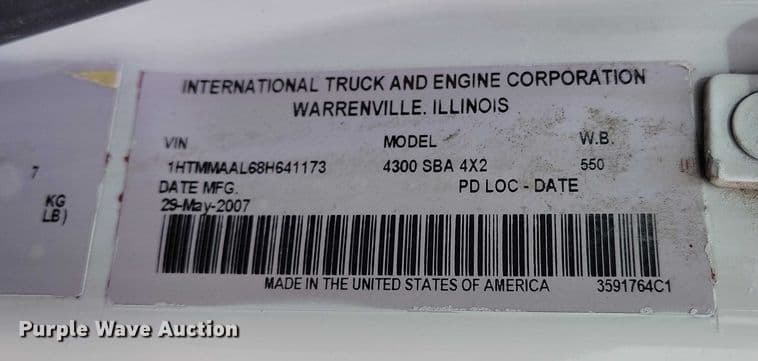 INTERNATIONAL TRUCK AND ENGINE CORPORATION
WARRENVILLE, ILLINOIS
VIN MODEL W.B.
1HTMMAAL68H641173 4300 SBA 4X2 550
DATE MFG. PD LOC - DATE
29-May-2007
MADE IN THE UNITED STATES OF AMERICA 3591764C1
7
KG
LB)
Purple Wave Auction